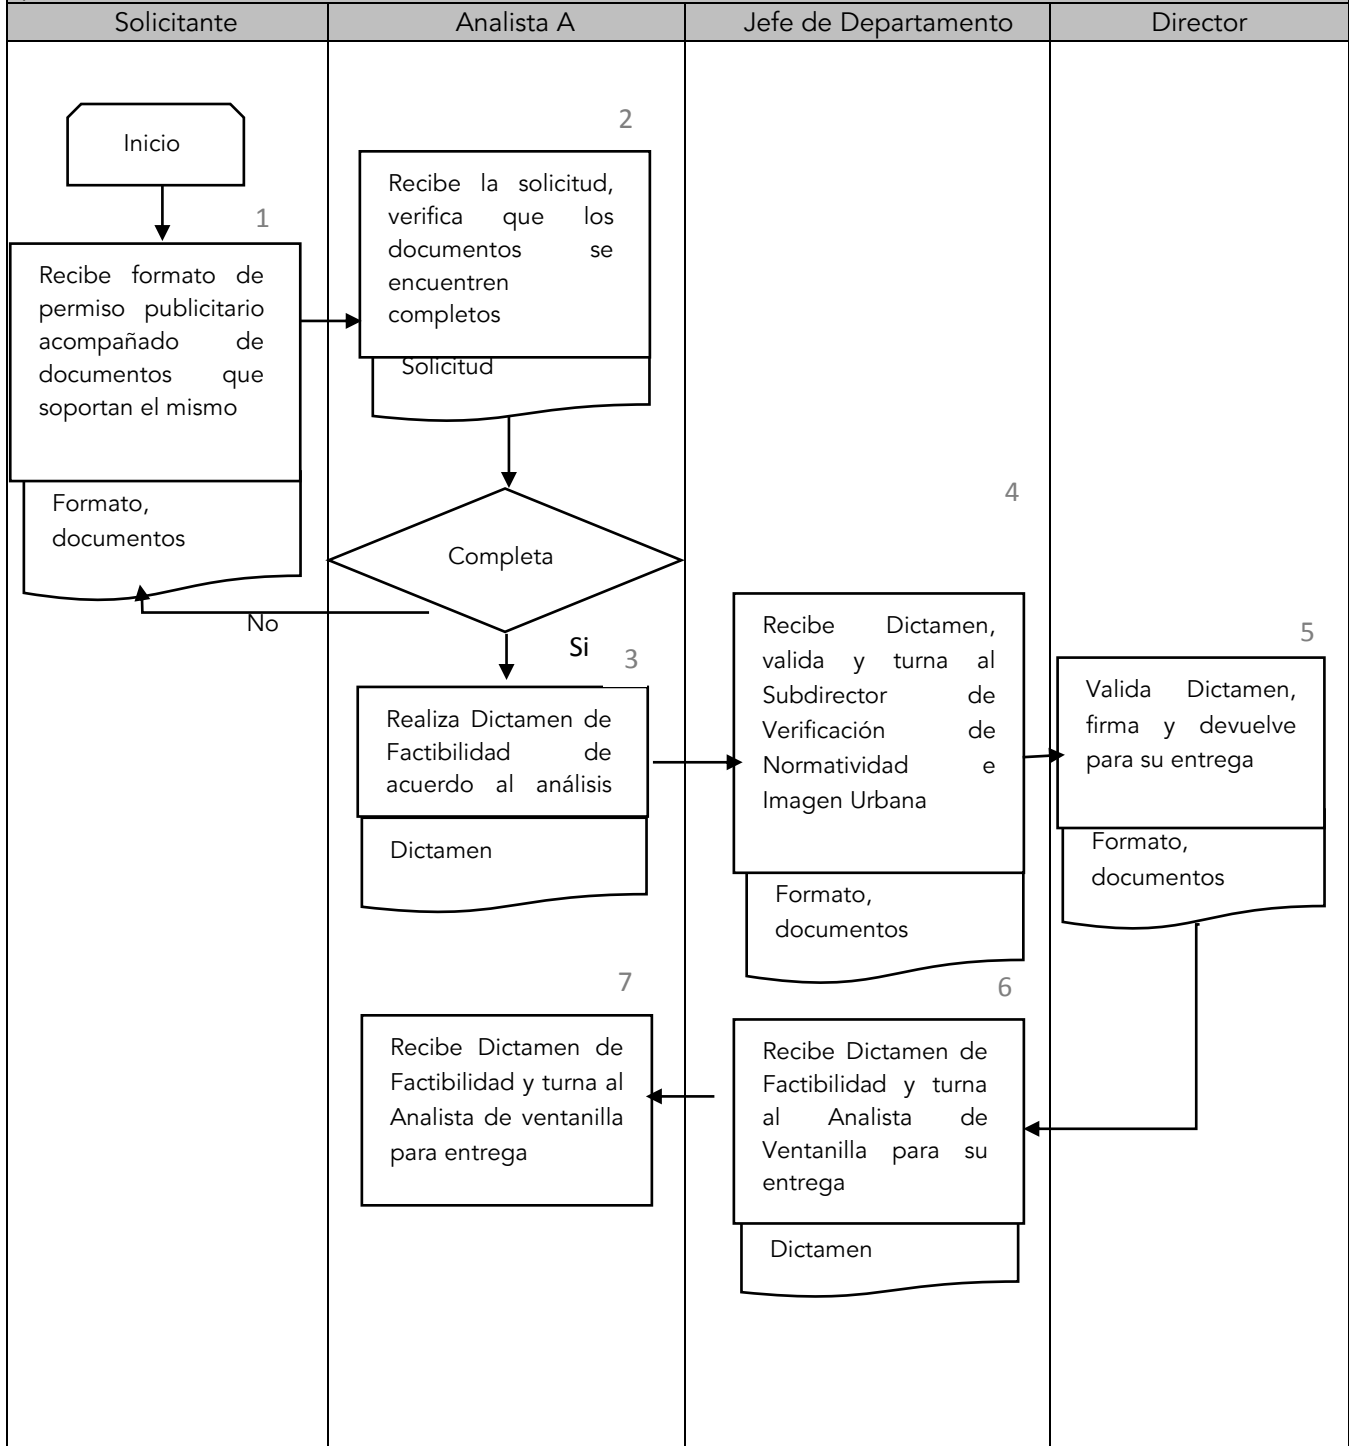 Solicitante
Analista A
Jefe de Departamento
Director
Inicio
1
Recibe formato de
permiso publicitario
acompañado de
documentos que
soportan el mismo
Formato,
documentos
2
Recibe la solicitud,
verifica que los
documentos se
encuentren
completos
Solicitud
Completa
No
Si
3
Realiza Dictamen de
Factibilidad de
acuerdo al análisis
Dictamen
4
Recibe Dictamen,
valida y turna al
Subdirector de
Verificación de
Normatividad e
Imagen Urbana
Formato,
documentos
5
Valida Dictamen,
firma y devuelve
para su entrega
Formato,
documentos
6
Recibe Dictamen de
Factibilidad y turna
al Analista de
Ventanilla para su
entrega
Dictamen
7
Recibe Dictamen de
Factibilidad y turna al
Analista de ventanilla
para entrega